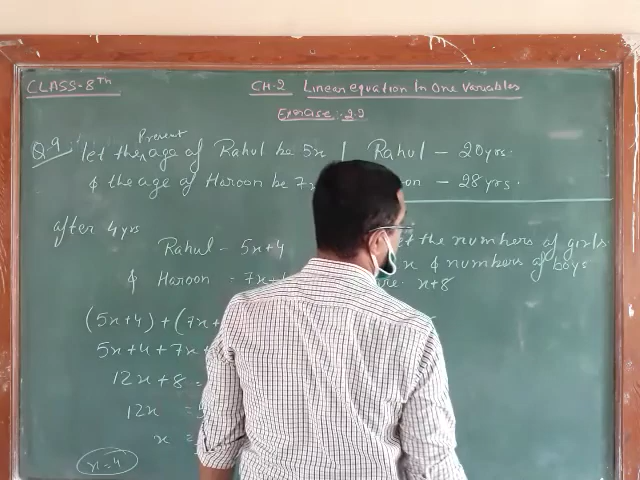 CLASS-8Th
CH-2 Linear equation In One Variables
Exercise: 2.2
Q.9. let the age of Rahul be 5x
Present
& the age of Haroon be 7x
Rahul - 20yrs.
- 28 yrs.
after 4 yrs
Rahul - 5x+4
& Haroon - 7x+
(5x+4)+(7x+
5x+4+7x
12x+8 =
12x =
x =
x=4
the numbers of girls
x & numbers of boys
x+8